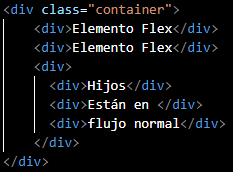 <div class="container">
<div>Elemento Flex</div>
<div>Elemento Flex</div>
<div>
<div>Hijos</div>
<div>Están en </div>
<div>flujo normal</div>
</div>
</div>